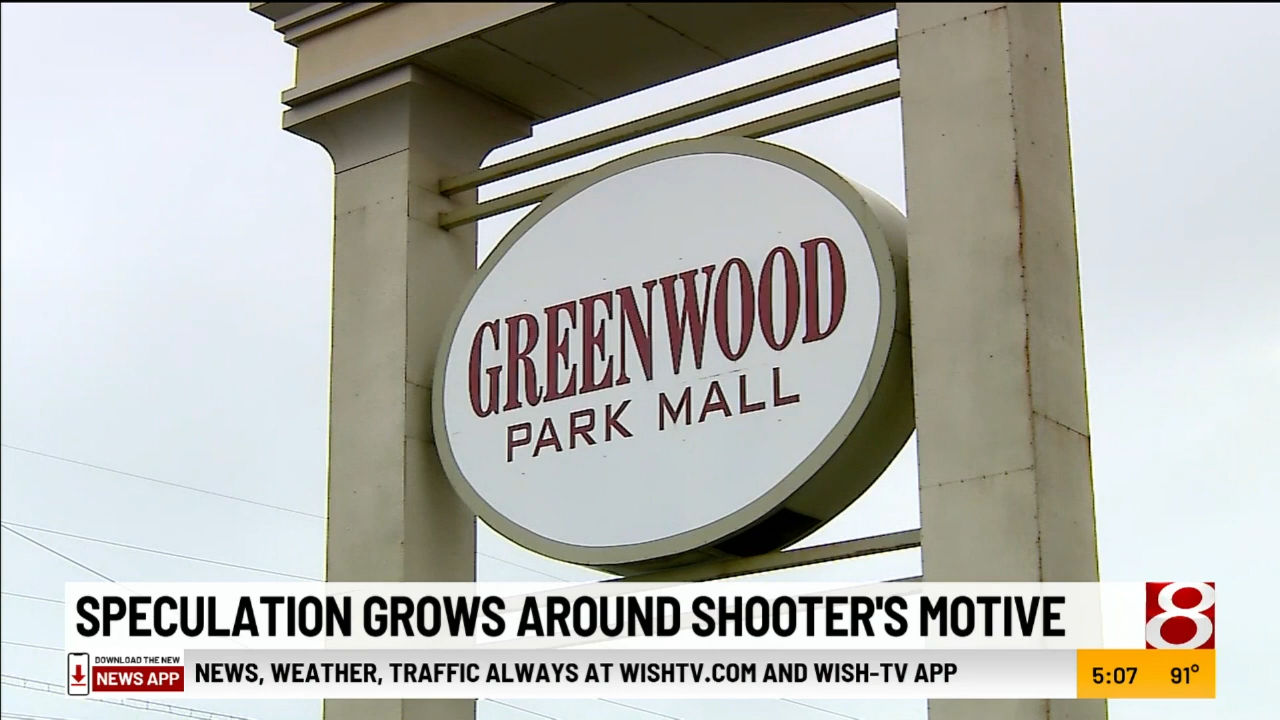 GREENWOOD
PARK MALL
SPECULATION GROWS AROUND SHOOTER'S MOTIVE
8
DOWNLOAD THE NEW
NEWS APP
NEWS, WEATHER, TRAFFIC ALWAYS AT WISHTV.COM AND WISH-TV APP
5:07 91°